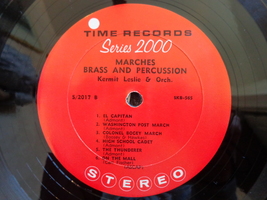 TIME RECORDS
Series 2000
MARCHES
BRASS AND PERCUSSION
Kermit Leslie & Orch.
S-2017 B
1. EL CAPITAN
2. WASHINGTON POST MARCH
3. COLONEL BOGEY MARCH
4. HIGH SCHOOL CADET
5. THE THUNDERER
6. ON THE MALL
STEREO